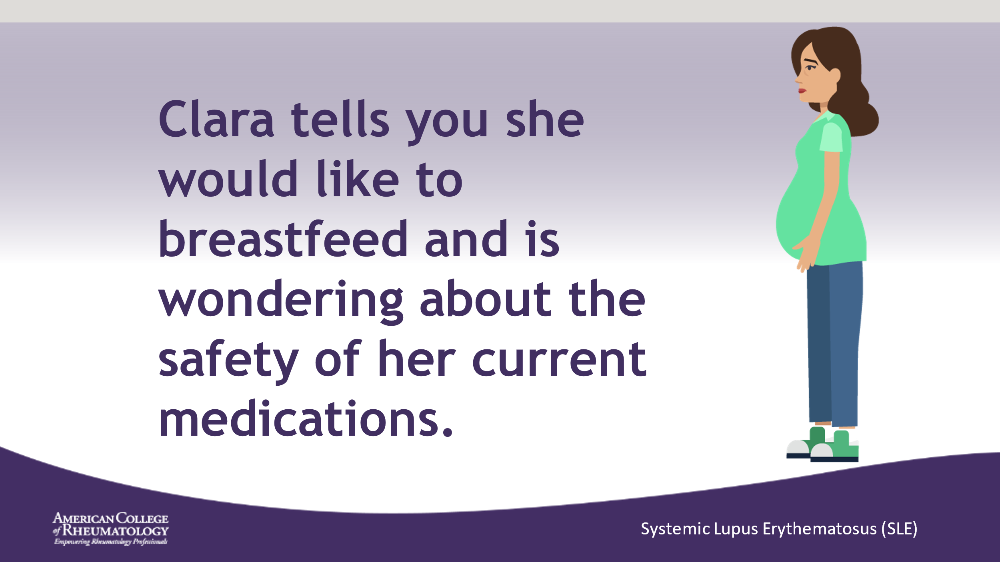 Clara tells you she
would like to
breastfeed and is
wondering about the
safety of her current
medications.
AMERICAN COLLEGE
of RHEUMATOLOGY
Empowering Rheumatology Professionals
Systemic Lupus Erythematosus (SLE)